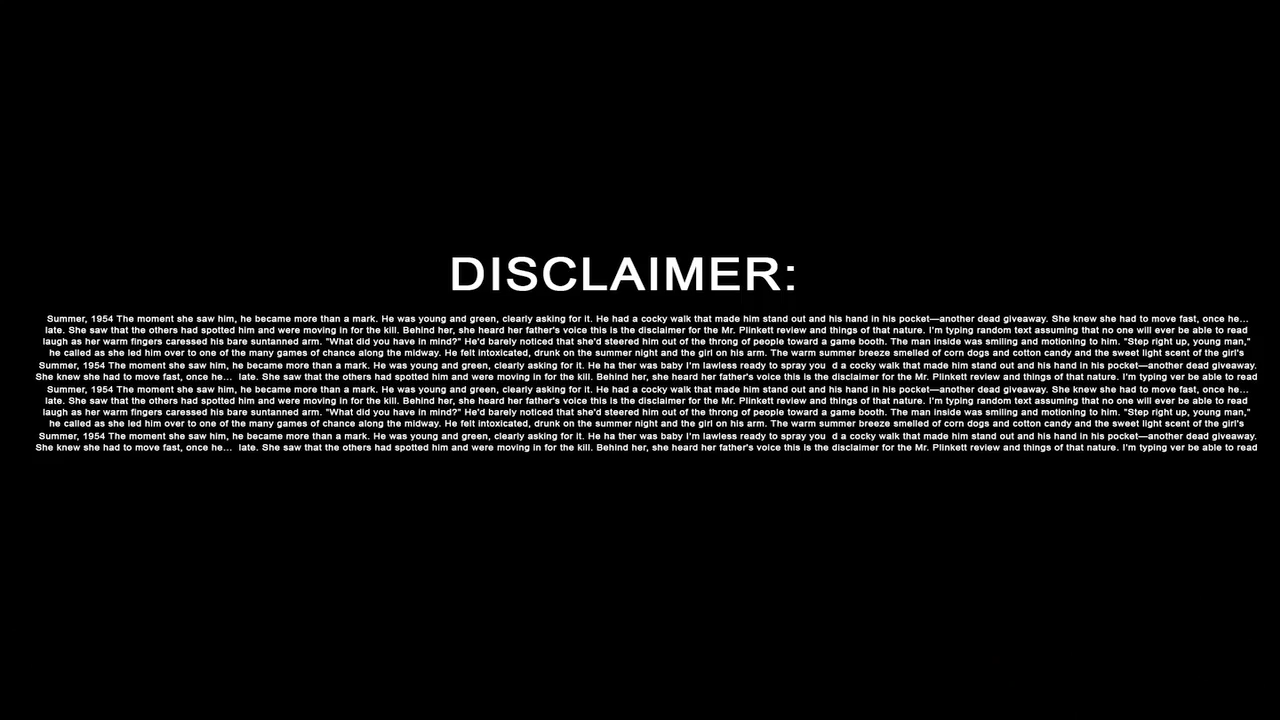 DISCLAIMER:
Summer, 1954 The moment she saw him, he became more than a mark. He was young and green, clearly asking for it. He had a cocky walk that made him stand out and his hand in his pocket—another dead giveaway. She knew she had to move fast, once he...
late. She saw that the others had spotted him and were moving in for the kill. Behind her, she heard her father's voice this is the disclaimer for the Mr. Plinkett review and things of that nature. I'm typing random text assuming that no one will ever be able to read
laugh as her warm fingers caressed his bare suntanned arm. "What did you have in mind?" He'd barely noticed that she'd steered him out of the throng of people toward a game booth. The man inside was smiling and motioning to him. "Step right up, young man,"
he called as she led him over to one of the many games of chance along the midway. He felt intoxicated, drunk on the summer night and the girl on his arm. The warm summer breeze smelled of corn dogs and cotton candy and the sweet light scent of the girl's
Summer, 1954 The moment she saw him, he became more than a mark. He was young and green, clearly asking for it. He ha ther was baby I'm lawless ready to spray you d a cocky walk that made him stand out and his hand in his pocket—another dead giveaway.
She knew she had to move fast, once he... late. She saw that the others had spotted him and were moving in for the kill. Behind her, she heard her father's voice this is the disclaimer for the Mr. Plinkett review and things of that nature. I'm typing ver be able to read
Summer, 1954 The moment she saw him, he became more than a mark. He was young and green, clearly asking for it. He had a cocky walk that made him stand out and his hand in his pocket—another dead giveaway. She knew she had to move fast, once he...
late. She saw that the others had spotted him and were moving in for the kill. Behind her, she heard her father's voice this is the disclaimer for the Mr. Plinkett review and things of that nature. I'm typing random text assuming that no one will ever be able to read
laugh as her warm fingers caressed his bare suntanned arm. "What did you have in mind?" He'd barely noticed that she'd steered him out of the throng of people toward a game booth. The man inside was smiling and motioning to him. "Step right up, young man,"
he called as she led him over to one of the many games of chance along the midway. He felt intoxicated, drunk on the summer night and the girl on his arm. The warm summer breeze smelled of corn dogs and cotton candy and the sweet light scent of the girl's
Summer, 1954 The moment she saw him, he became more than a mark. He was young and green, clearly asking for it. He ha ther was baby I'm lawless ready to spray you d a cocky walk that made him stand out and his hand in his pocket—another dead giveaway.
She knew she had to move fast, once he... late. She saw that the others had spotted him and were moving in for the kill. Behind her, she heard her father's voice this is the disclaimer for the Mr. Plinkett review and things of that nature. I'm typing ver be able to read